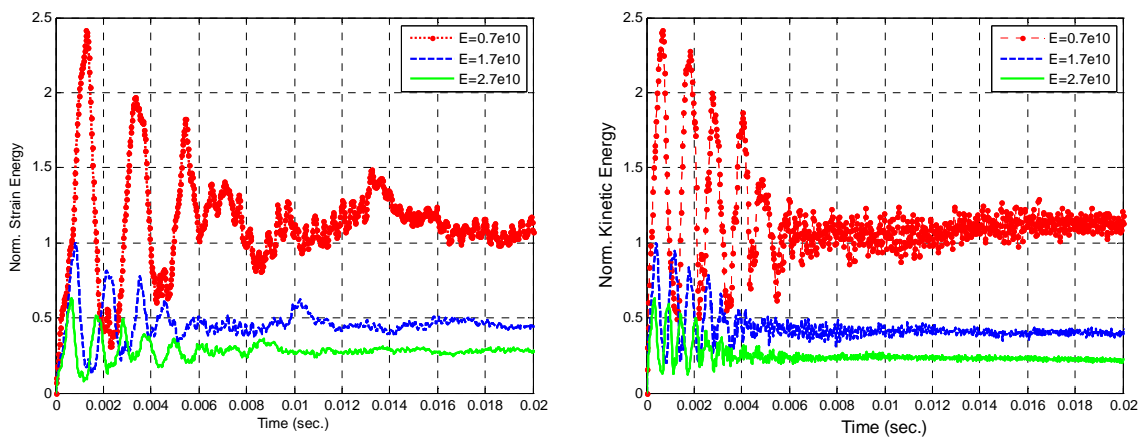 2.5
2
1.5
1
0.5
0
Norm. Strain Energy
E=0.7e10
E=1.7e10
E=2.7e10
0 0.002 0.004 0.006 0.008 0.01 0.012 0.014 0.016 0.018 0.02
Time (sec.)
2.5
2
1.5
1
0.5
0
Norm. Kinetic Energy
E=0.7e10
E=1.7e10
E=2.7e10
0 0.002 0.004 0.006 0.008 0.01 0.012 0.014 0.016 0.018 0.02
Time (sec.)